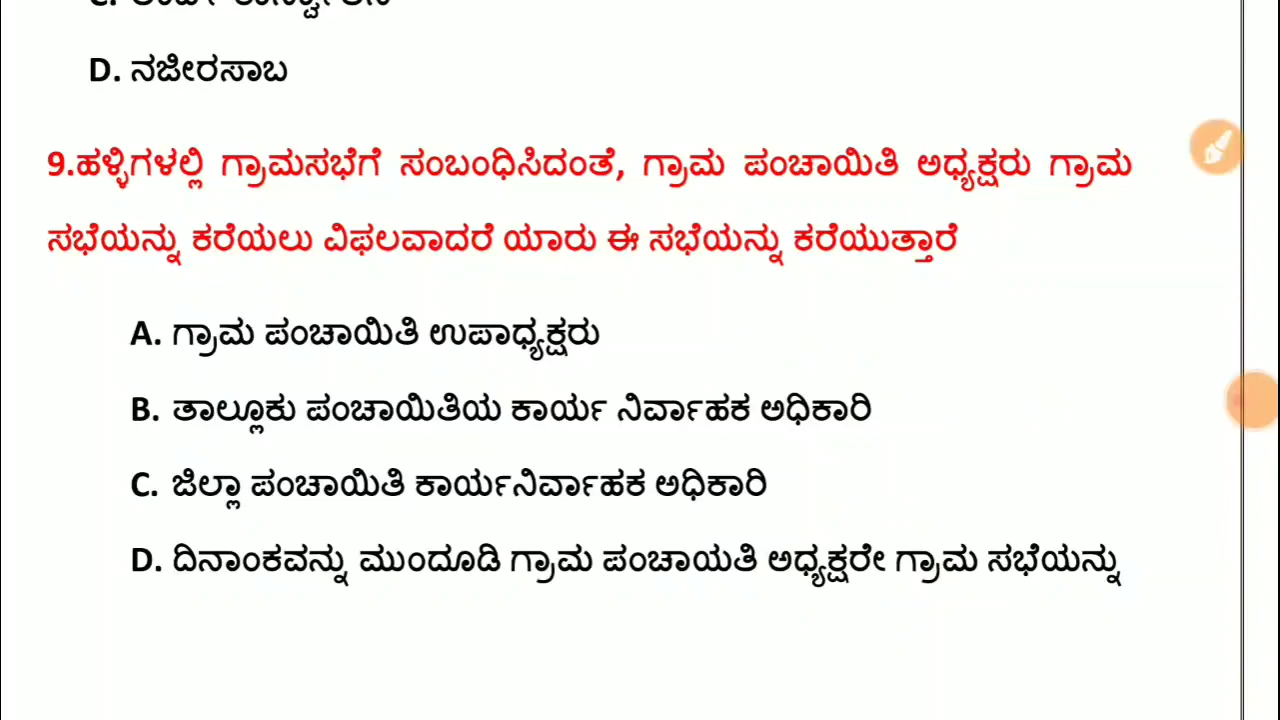 D. ನಜೀರಸಾಬ
9.ಹಳ್ಳಿಗಳಲ್ಲಿ ಗ್ರಾಮಸಭೆಗೆ ಸಂಬಂಧಿಸಿದಂತೆ, ಗ್ರಾಮ ಪಂಚಾಯಿತಿ ಅಧ್ಯಕ್ಷರು ಗ್ರಾಮ
ಸಭೆಯನ್ನು ಕರೆಯಲು ವಿಫಲವಾದರೆ ಯಾರು ಈ ಸಭೆಯನ್ನು ಕರೆಯುತ್ತಾರೆ
A. ಗ್ರಾಮ ಪಂಚಾಯಿತಿ ಉಪಾಧ್ಯಕ್ಷರು
B. ತಾಲ್ಲೂಕು ಪಂಚಾಯಿತಿಯ ಕಾರ್ಯ ನಿರ್ವಾಹಕ ಅಧಿಕಾರಿ
C. ಜಿಲ್ಲಾ ಪಂಚಾಯಿತಿ ಕಾರ್ಯನಿರ್ವಾಹಕ ಅಧಿಕಾರಿ
D. ದಿನಾಂಕವನ್ನು ಮುಂದೂಡಿ ಗ್ರಾಮ ಪಂಚಾಯತಿ ಅಧ್ಯಕ್ಷರೇ ಗ್ರಾಮ ಸಭೆಯನ್ನು